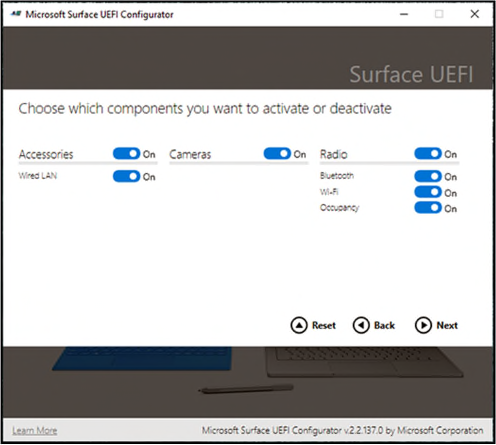 Microsoft Surface UEFI Configurator
Surface UEFI
Choose which components you want to activate or deactivate
Accessories On Cameras On Radio On
Wired LAN On Bluetooth On
Wi-Fi On
Occupancy On
Reset Back Next
Learn More Microsoft Surface UEFI Configurator v.2.2.137.0 by Microsoft Corporation